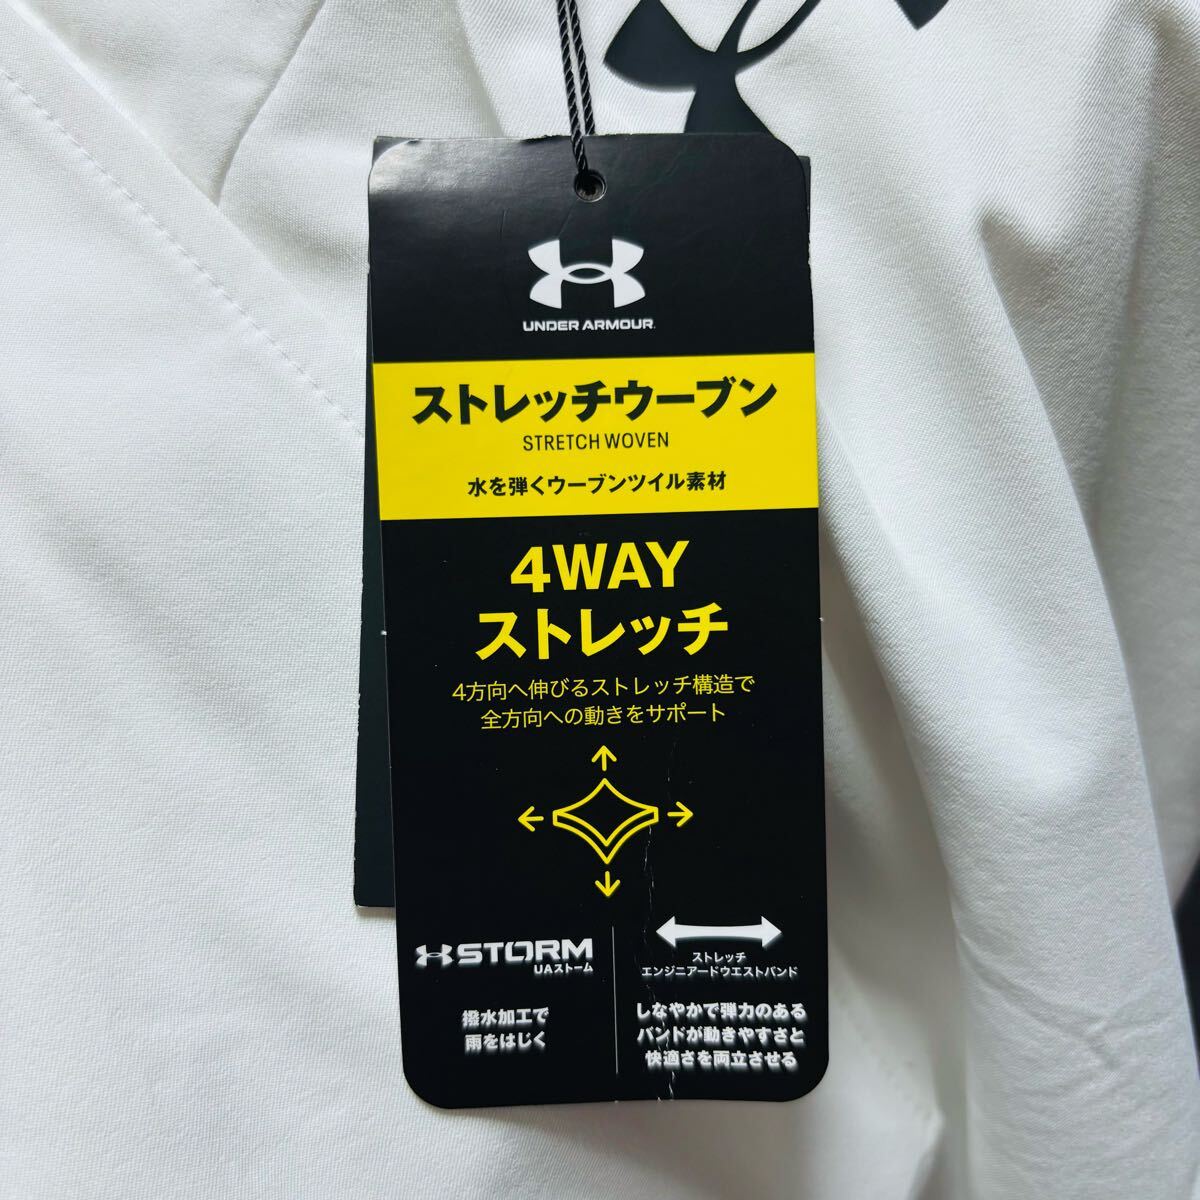 UNDER ARMOUR.
ストレッチウーブン
STRETCH WOVEN
水を弾くウーブンツイル素材
4WAY
ストレッチ
4方向へ伸びるストレッチ構造で
全方向への動きをサポート
STORM
UAストーム
撥水加工で
雨をはじく
ストレッチ
エンジニアードウエストバンド
しなやかで弾力のある
バンドが動きやすさと
快適さを両立させる